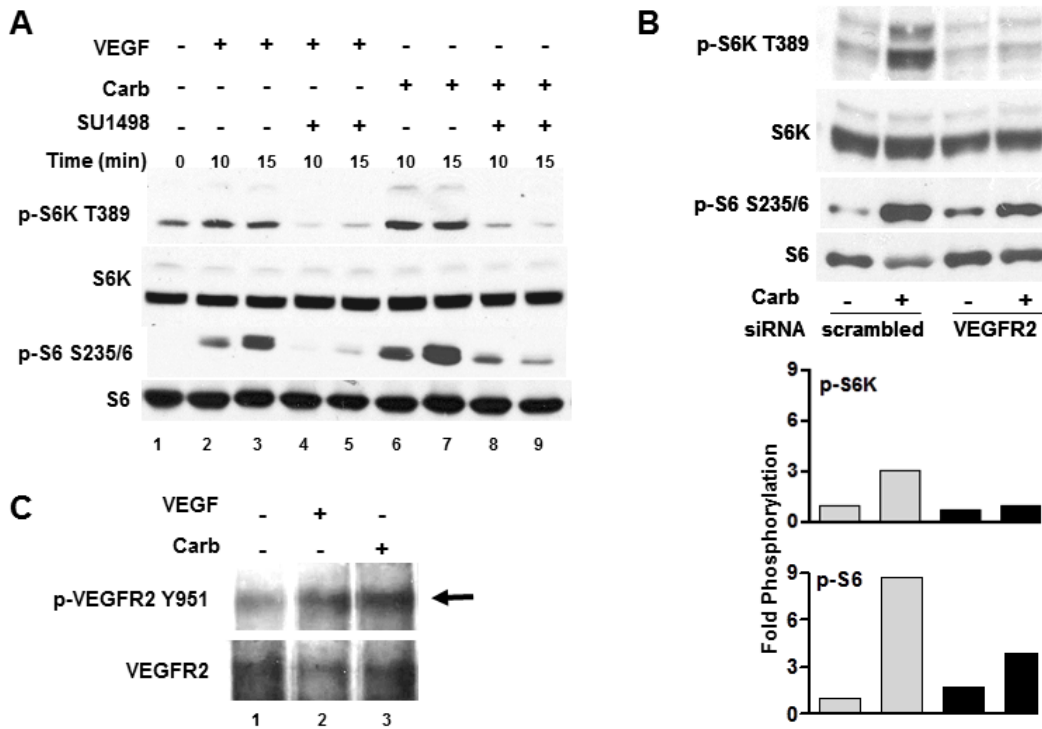 A
VEGF - + + + + - - - -
Carb - - - - - + + + +
SU1498 - - - + + - - + +
Time (min) 0 10 15 10 15 10 15 10 15
p-S6K T389
S6K
p-S6 S235/6
S6
1 2 3 4 5 6 7 8 9
B
p-S6K T389
S6K
p-S6 S235/6
S6
Carb - + - +
siRNA scrambled VEGFR2
Fold Phosphorylation
9
6
3
0
p-S6K
9
6
3
0
p-S6
C
VEGF - + -
Carb - - +
p-VEGFR2 Y951
VEGFR2
1 2 3